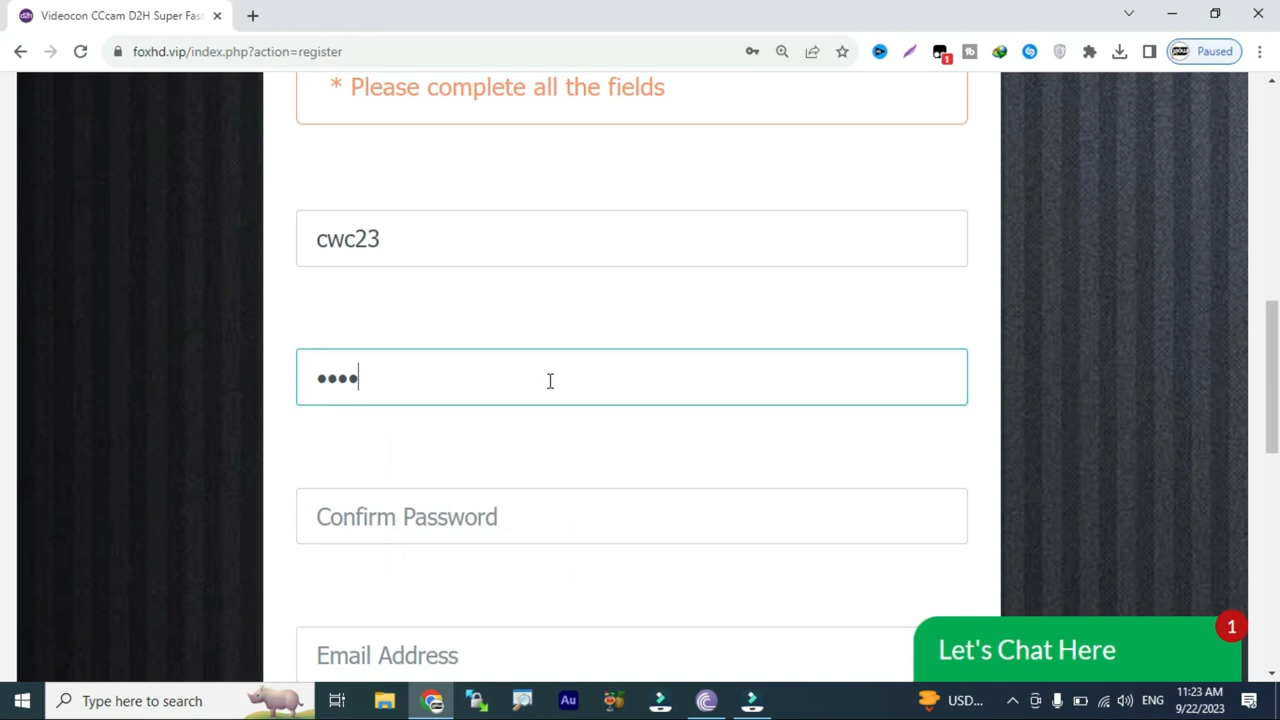 Videocon CCcam D2H Super Fast
foxhd.vip/index.php?action=register
1
Paused
* Please complete all the fields
cwc23
••••
Confirm Password
Email Address
Let's Chat Here
1
Type here to search
Au
USD...
ENG
11:23 AM
9/22/2023